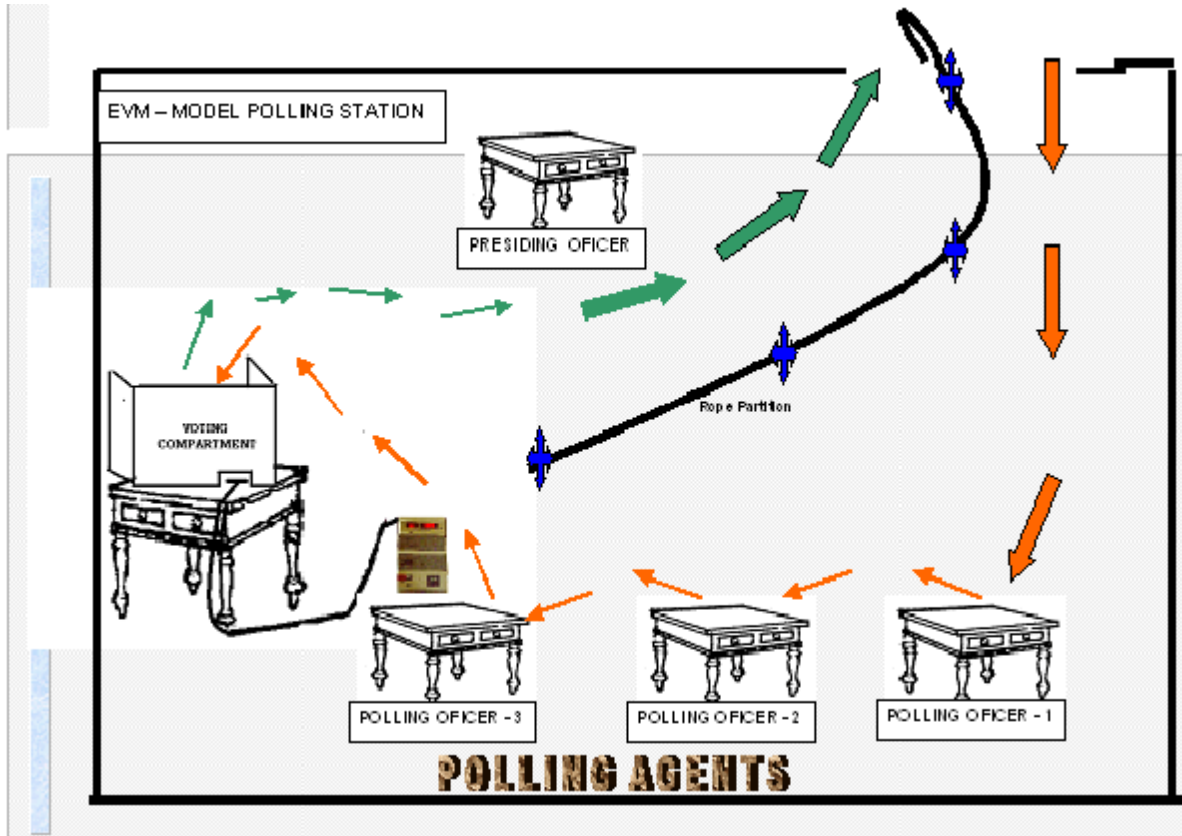 EVM – MODEL POLLING STATION
PRESIDING OFICER
Rope Partition
VOTING
COMPARTMENT
POLLING OFICER - 3
POLLING OFICER - 2
POLLING OFICER - 1
POLLING AGENTS